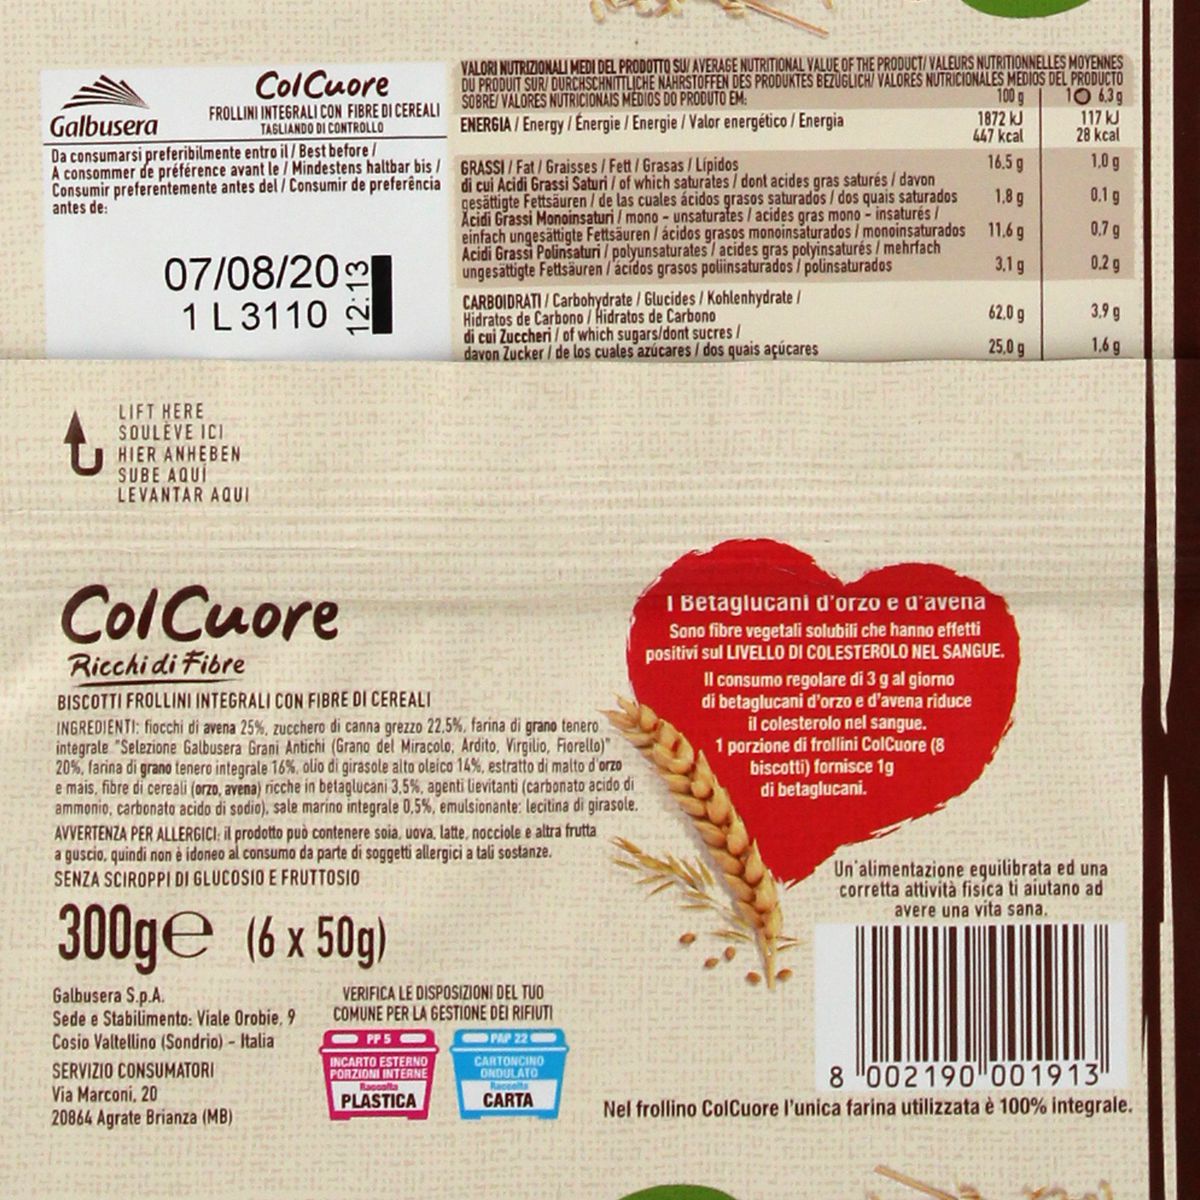 Galbusera
ColCuore
FROLLINI INTEGRALI CON FIBRE DI CEREALI
TAGLIANDO DI CONTROLLO
Da consumarsi preferibilmente entro il / Best before /
A consommer de préférence avant le / Mindestens haltbar bis /
Consumir preferentemente antes del / Consumir de preferência
antes de:
07/08/20
1 L 3110
12:13
VALORI NUTRIZIONALI MEDI DEL PRODOTTO SU/ AVERAGE NUTRITIONAL VALUE OF THE PRODUCT/ VALEURS NUTRITIONNELLES MOYENNES
DU PRODUIT SUR/ DURCHSCHNITTLICHE NÄHRSTOFFEN DES PRODUKTES BEZÜGLICH/ VALORES NUTRICIONALES MEDIOS DEL PRODUCTO
SOBRE/ VALORES NUTRICIONAIS MÉDIOS DO PRODUTO EM:
100 g
1 6,3 g
ENERGIA / Energy / Énergie / Energie / Valor energético / Energia
1872 kJ 117 kJ
447 kcal 28 kcal
GRASSI / Fat / Graisses / Fett / Grasas / Lípidos 16,5 g 1,0 g
di cui Acidi Grassi Saturi / of which saturates / dont acides gras saturés / davon
gesättigte Fettsäuren / de las cuales ácidos grasos saturados / dos quais saturados 1,8 g 0,1 g
Acidi Grassi Monoinsaturi / mono - unsaturates / acides gras mono - insaturés /
einfach ungesättigte Fettsäuren / ácidos grasos monoinsaturados / monoinsaturados 11,6 g 0,7 g
Acidi Grassi Polinsaturi / polyunsaturates / acides gras polyinsaturés / mehrfach
ungesättigte Fettsäuren / ácidos grasos poliinsaturados / polinsaturados 3,1 g 0,2 g
CARBOIDRATI / Carbohydrate / Glucides / Kohlenhydrate /
Hidratos de Carbono / Hidratos de Carbono 62,0 g 3,9 g
di cui Zuccheri / of which sugars/dont sucres /
davon Zucker / de los cuales azúcares / dos quais açúcares 25,0 g 1,6 g
LIFT HERE
SOULÈVE ICI
HIER ANHEBEN
SUBE AQUÍ
LEVANTAR AQUI
ColCuore
Ricchi di Fibre
BISCOTTI FROLLINI INTEGRALI CON FIBRE DI CEREALI
INGREDIENTI: fiocchi di avena 25%, zucchero di canna grezzo 22,5%, farina di grano tenero
integrale "Selezione Galbusera Grani Antichi (Grano del Miracolo, Ardito, Virgilio, Fiorello)"
20%, farina di grano tenero integrale 16%, olio di girasole alto oleico 14%, estratto di malto d'orzo
e mais, fibre di cereali (orzo, avena) ricche in betaglucani 3,5%, agenti lievitanti (carbonato acido di
ammonio, carbonato acido di sodio), sale marino integrale 0,5%, emulsionante: lecitina di girasole.
AVVERTENZA PER ALLERGICI: il prodotto può contenere soia, uova, latte, nocciole e altra frutta
a guscio, quindi non è idoneo al consumo da parte di soggetti allergici a tali sostanze.
SENZA SCIROPPI DI GLUCOSIO E FRUTTOSIO
300g℮ (6 x 50g)
Galbusera S.p.A.
Sede e Stabilimento: Viale Orobie, 9
Cosio Valtellino (Sondrio) - Italia
SERVIZIO CONSUMATORI
Via Marconi, 20
20864 Agrate Brianza (MB)
VERIFICA LE DISPOSIZIONI DEL TUO
COMUNE PER LA GESTIONE DEI RIFIUTI
PP 5
INCARTO ESTERNO
PORZIONI INTERNE
Raccolta
PLASTICA
PAP 22
CARTONCINO
ONDULATO
Raccolta
CARTA
I Betaglucani d'orzo e d'avena
Sono fibre vegetali solubili che hanno effetti
positivi sul LIVELLO DI COLESTEROLO NEL SANGUE.
Il consumo regolare di 3 g al giorno
di betaglucani d'orzo e d'avena riduce
il colesterolo nel sangue.
1 porzione di frollini ColCuore (8
biscotti) fornisce 1g
di betaglucani.
Un'alimentazione equilibrata ed una
corretta attività fisica ti aiutano ad
avere una vita sana.
8 002190 001913
Nel frollino ColCuore l'unica farina utilizzata è 100% integrale.